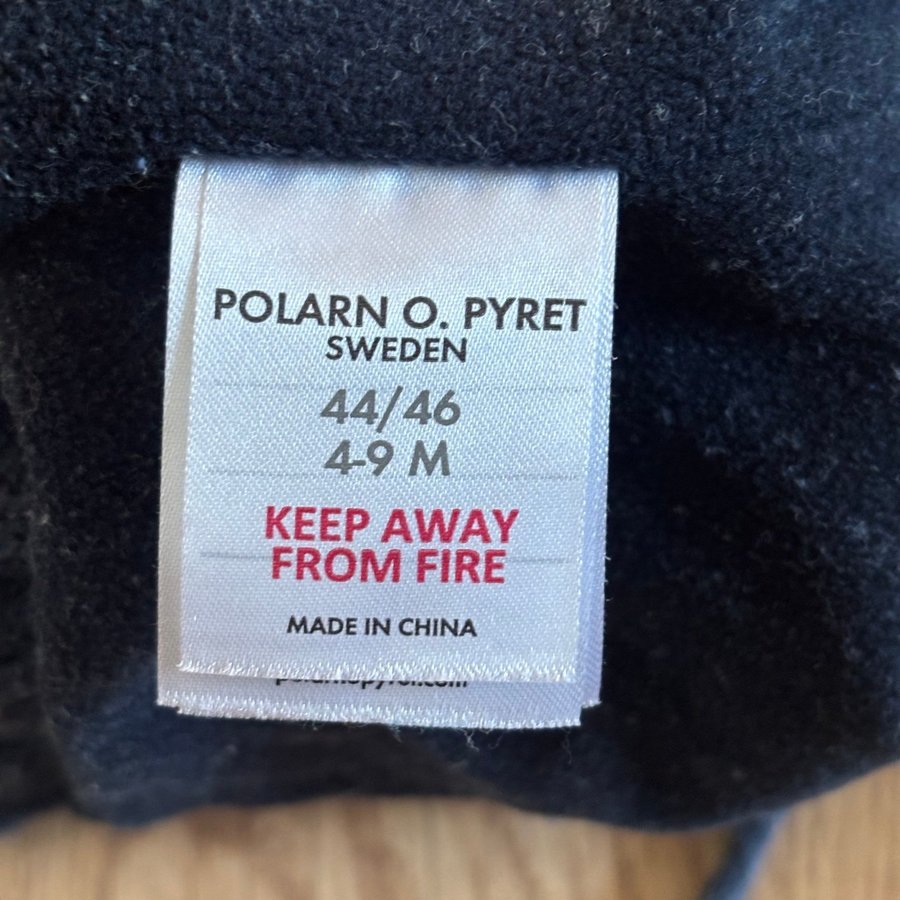 POLARN O. PYRET
SWEDEN
44/46
4-9 M
KEEP AWAY
FROM FIRE
MADE IN CHINA